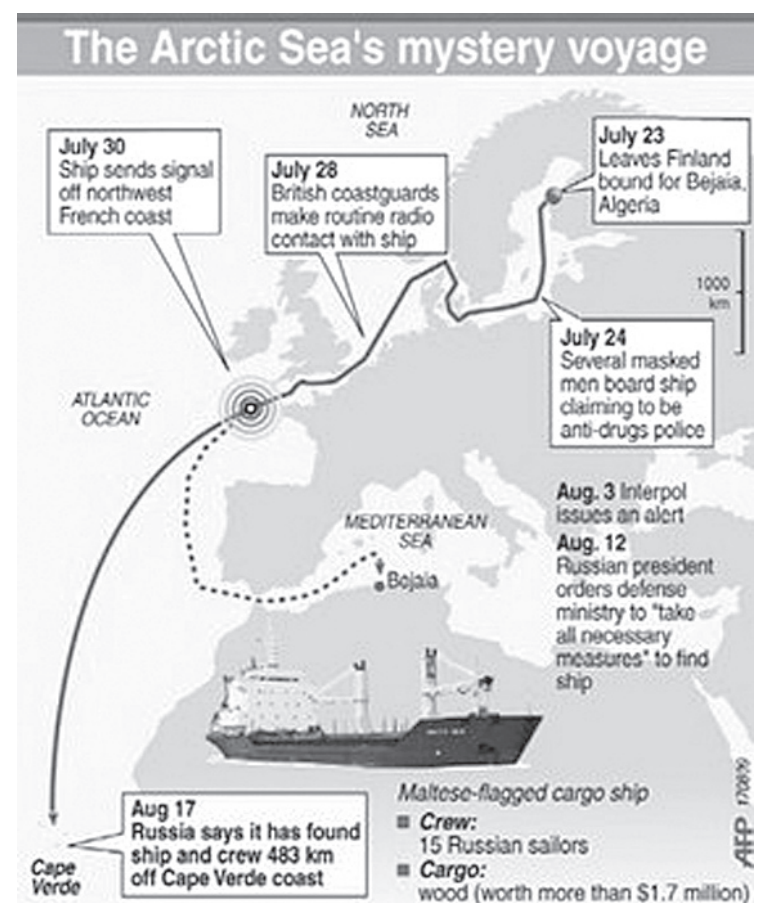 The Arctic Sea's mystery voyage
NORTH
SEA
July 30
Ship sends signal
off northwest
French coast
July 28
British coastguards
make routine radio
contact with ship
July 23
Leaves Finland
bound for Bejaia,
Algeria
1000
km
July 24
Several masked
men board ship
claiming to be
anti-drugs police
ATLANTIC
OCEAN
MEDITERRANEAN
SEA
Bejaia
Aug. 3 Interpol
issues an alert
Aug. 12
Russian president
orders defense
ministry to "take
all necessary
measures" to find
ship
Aug 17
Russia says it has found
ship and crew 483 km
off Cape Verde coast
Cape
Verde
Maltese-flagged cargo ship
■ Crew:
15 Russian sailors
■ Cargo:
wood (worth more than $1.7 million)
AFP 170809